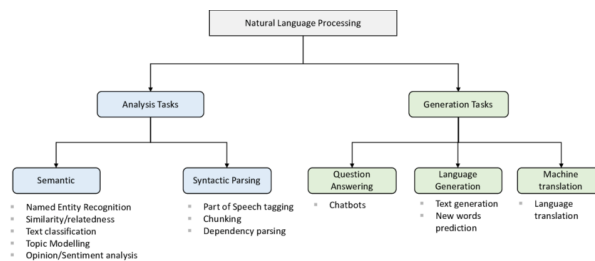 Natural Language Processing
Analysis Tasks
Generation Tasks
Semantic
Syntactic Parsing
Question
Answering
Language
Generation
Machine
translation
Named Entity Recognition
Similarity/relatedness
Text classification
Topic Modelling
Opinion/Sentiment analysis
Part of Speech tagging
Chunking
Dependency parsing
Chatbots
Text generation
New words
prediction
Language
translation